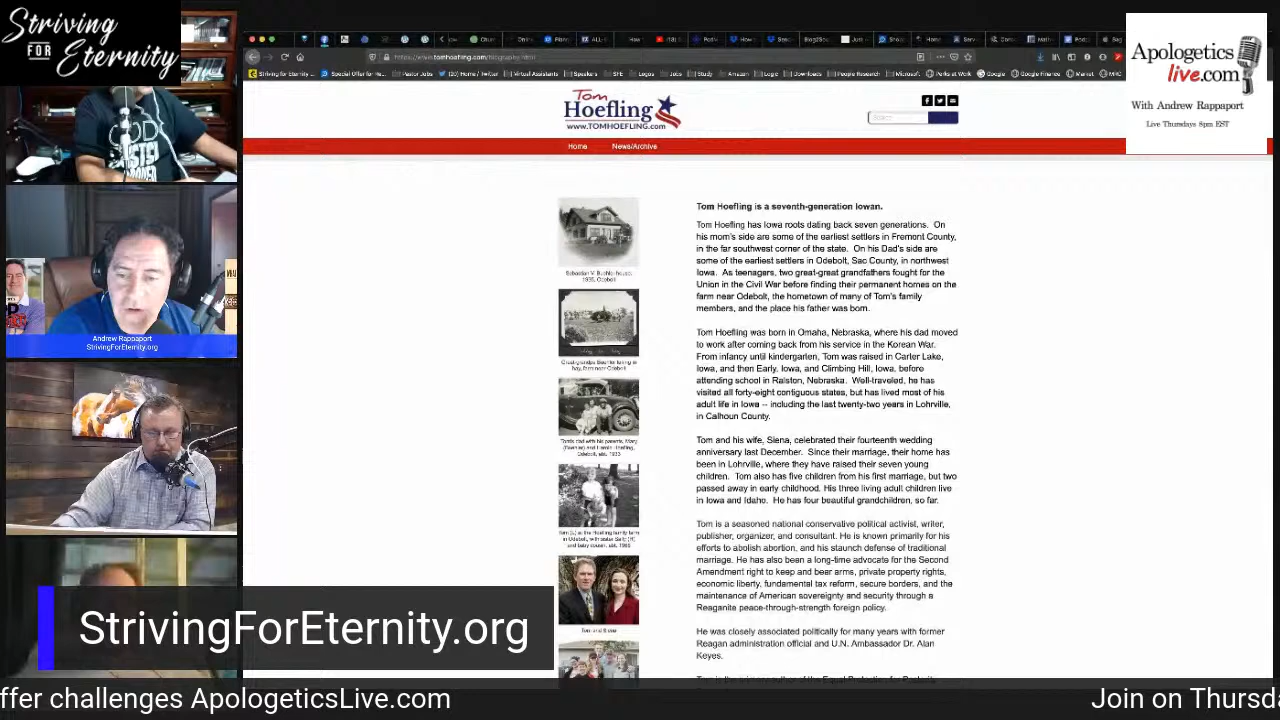 Striving
FOR
Eternity
Andrew Rappaport
StrivingForEternity.org
https://www.tomhoefling.com/biography.html
Tom
Hoefling
www.TOMHOEFLING.com
Home News/Archive
Tom Hoefling is a seventh-generation Iowan.
Tom Hoefling has Iowa roots dating back seven generations. On
his mom's side are some of the earliest settlers in Fremont County,
in the far southwest corner of the state. On his Dad's side are
some of the earliest settlers in Odebolt, Sac County, in northwest
Iowa. As teenagers, two great-great grandfathers fought for the
Union in the Civil War before finding their permanent homes on the
farm near Odebolt, the hometown of many of Tom's family
members, and the place his father was born.
Tom Hoefling was born in Omaha, Nebraska, where his dad moved
to work after coming back from his service in the Korean War.
From infancy until kindergarten, Tom was raised in Carter Lake,
Iowa, and then Early, Iowa, and Climbing Hill, Iowa, before
attending school in Ralston, Nebraska. Well-traveled, he has
visited all forty-eight contiguous states, but has lived most of his
adult life in Iowa -- including the last twenty-two years in Lohrville,
in Calhoun County.
Tom and his wife, Siena, celebrated their fourteenth wedding
anniversary last December. Since their marriage, their home has
been in Lohrville, where they have raised their seven young
children. Tom also has five children from his first marriage, but two
passed away in early childhood. His three living adult children live
in Iowa and Idaho. He has four beautiful grandchildren, so far.
Tom is a seasoned national conservative political activist, writer,
publisher, organizer, and consultant. He is known primarily for his
efforts to abolish abortion, and his staunch defense of traditional
marriage. He has also been a long-time advocate for the Second
Amendment right to keep and bear arms, private property rights,
economic liberty, fundamental tax reform, secure borders, and the
maintenance of American sovereignty and security through a
Reaganite peace-through-strength foreign policy.
He was closely associated politically for many years with former
Reagan administration official and U.N. Ambassador Dr. Alan
Keyes.
Apologetics
live.com
With Andrew Rappaport
Live Thursdays 8pm EST
StrivingForEternity.org
ffer challenges ApologeticsLive.com
Join on Thursd